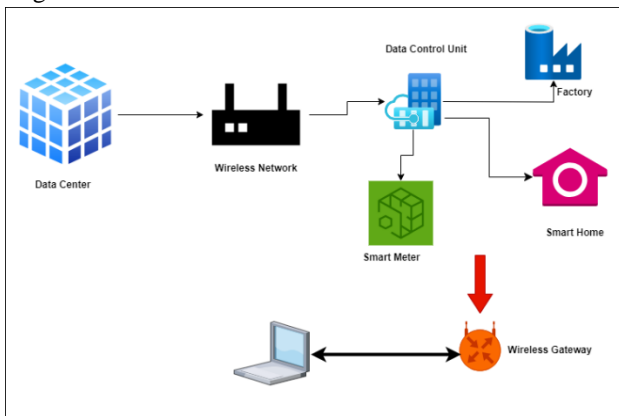 Data Control Unit
Factory
Wireless Network
Data Center
Smart Home
Smart Meter
Wireless Gateway